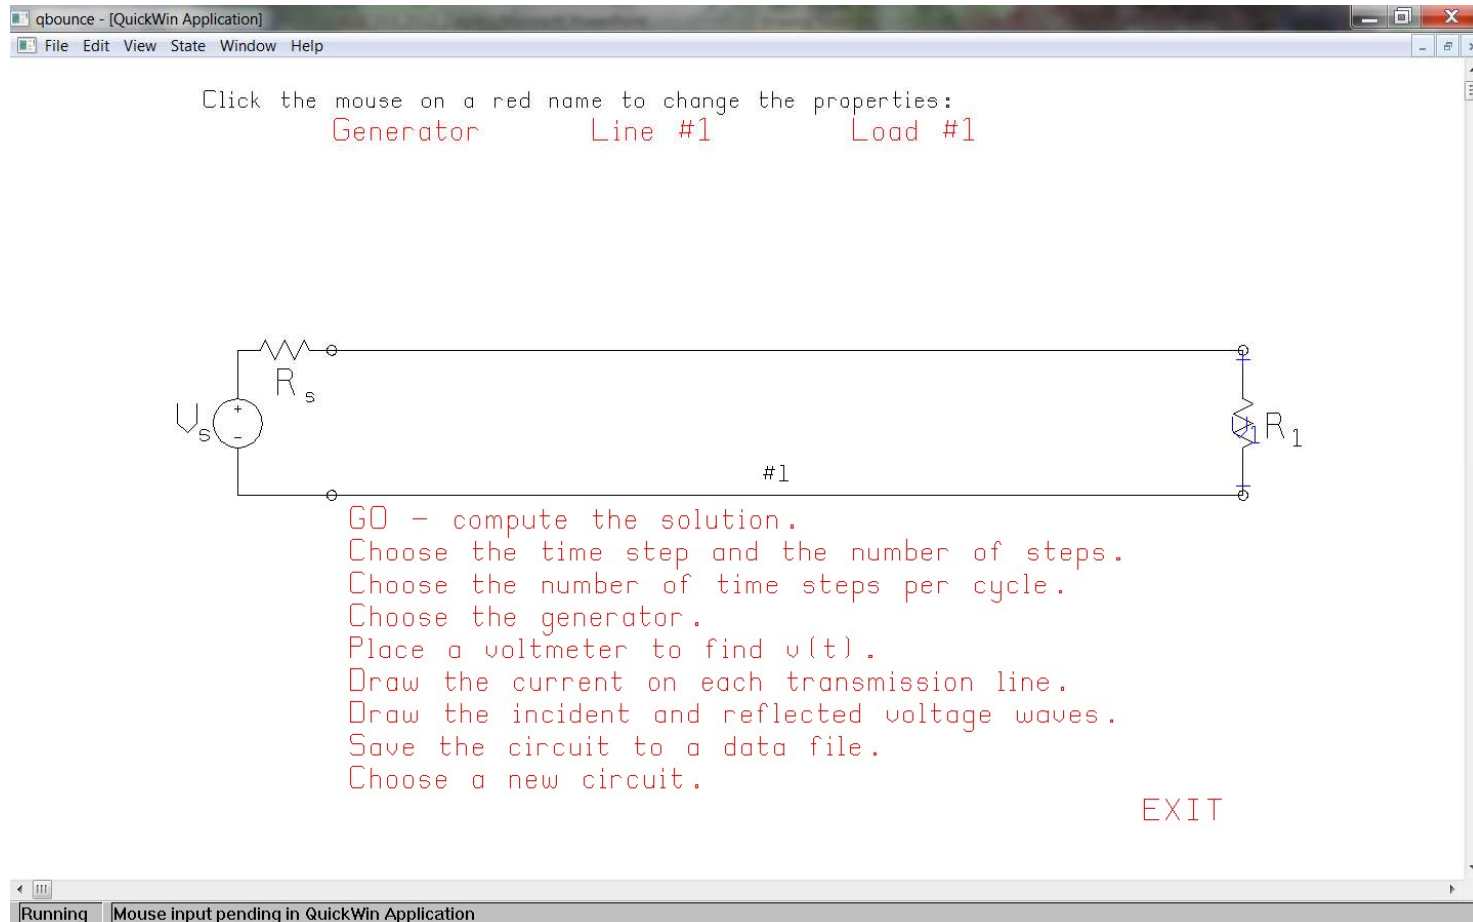 qbounce - [QuickWin Application]
File Edit View State Window Help
Click the mouse on a red name to change the properties:
Generator Line #1 Load #1
Rs
Vs
+
-
R1
V1
#1
GO - compute the solution.
Choose the time step and the number of steps.
Choose the number of time steps per cycle.
Choose the generator.
Place a voltmeter to find v(t).
Draw the current on each transmission line.
Draw the incident and reflected voltage waves.
Save the circuit to a data file.
Choose a new circuit.
EXIT
Running Mouse input pending in QuickWin Application